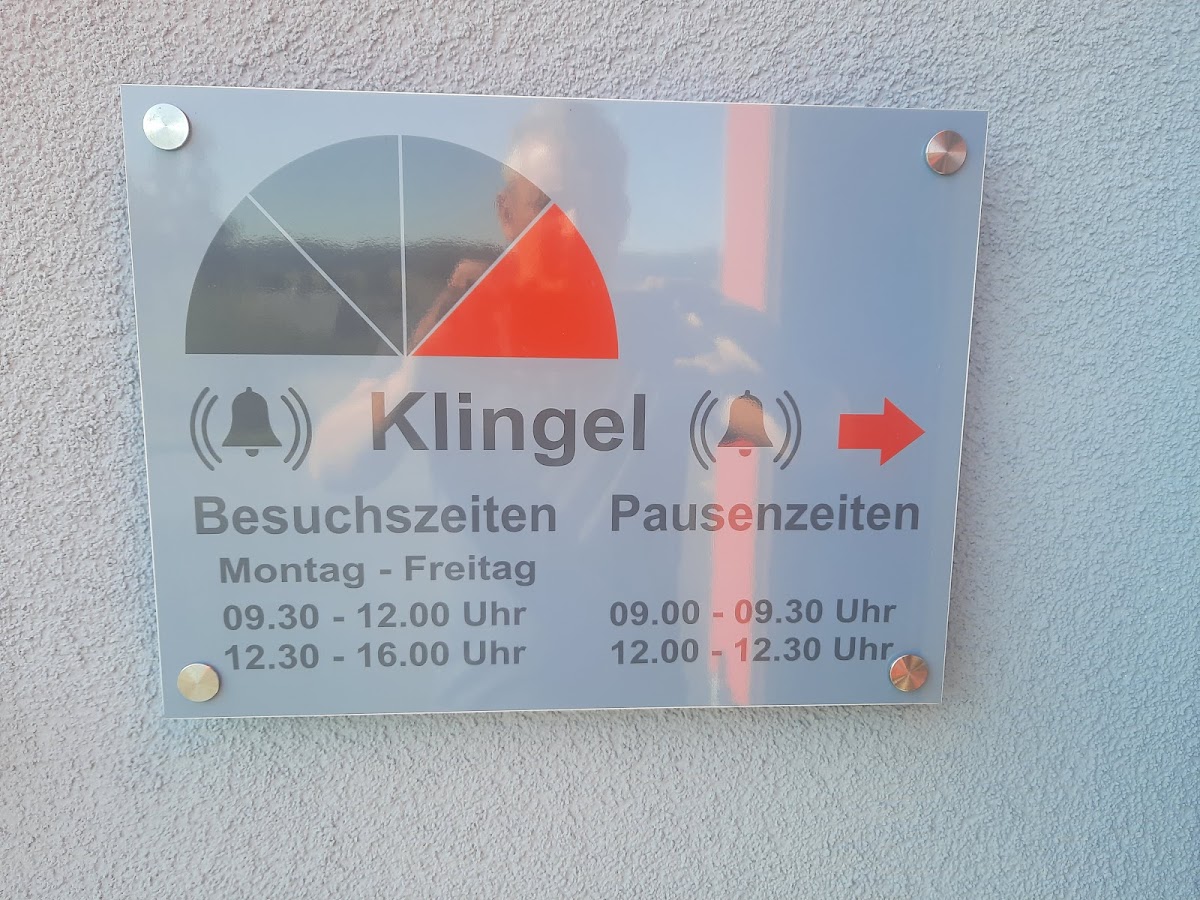 Klingel
Besuchszeiten
Montag - Freitag
09.30 - 12.00 Uhr
12.30 - 16.00 Uhr
Pausenzeiten
09.00 - 09.30 Uhr
12.00 - 12.30 Uhr